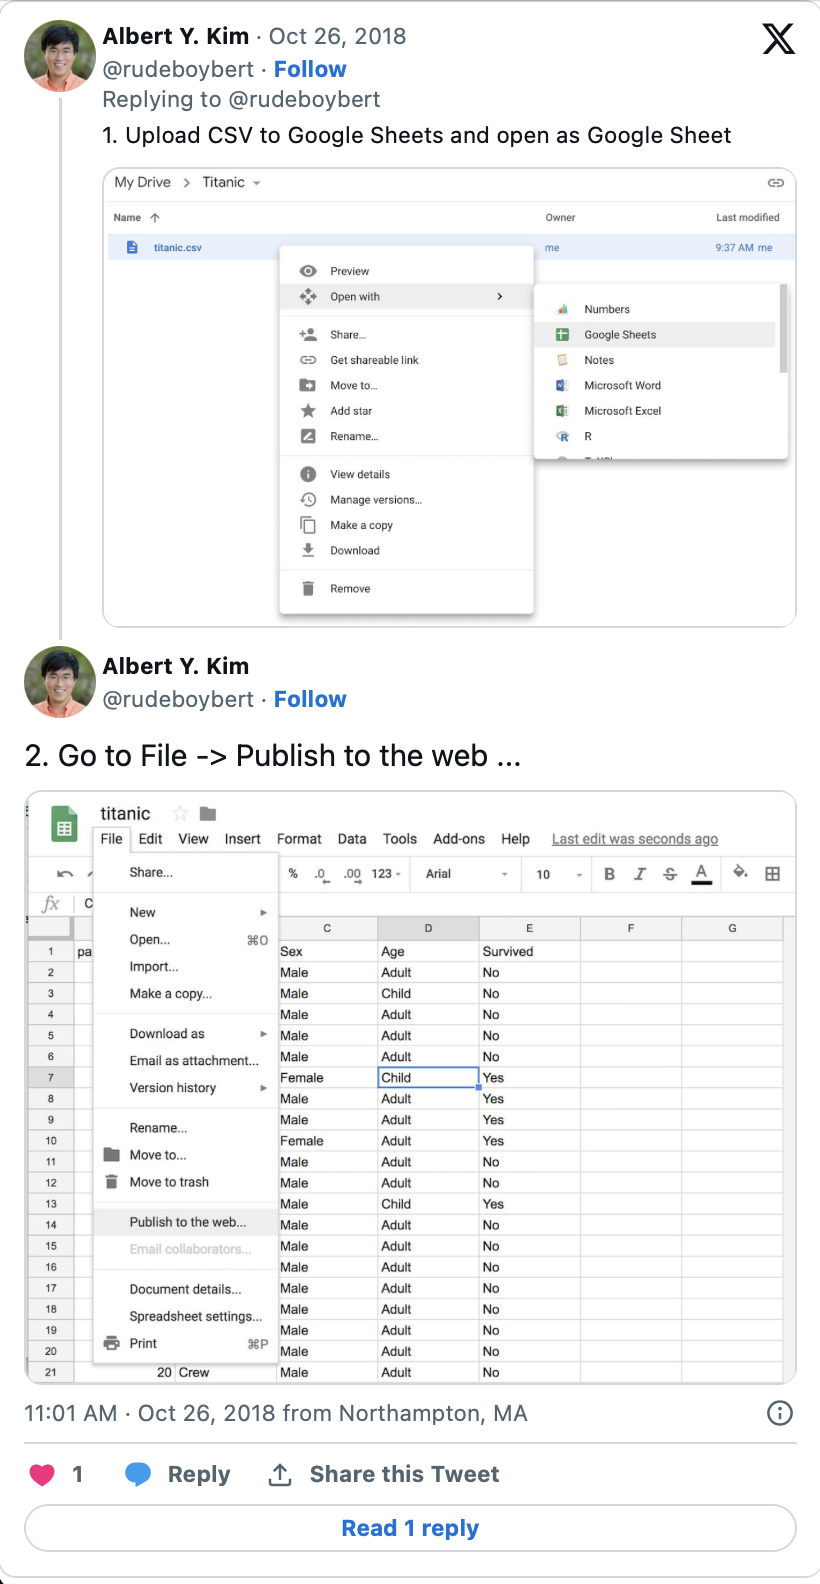 Albert Y. Kim · Oct 26, 2018
@rudeboybert · Follow
Replying to @rudeboybert
1. Upload CSV to Google Sheets and open as Google Sheet
My Drive > Titanic
Name Owner Last modified
titanic.csv me 9:37 AM me
Preview
Open with
Share...
Get shareable link
Move to...
Add star
Rename...
View details
Manage versions...
Make a copy
Download
Remove
Numbers
Google Sheets
Notes
Microsoft Word
Microsoft Excel
R
Albert Y. Kim
@rudeboybert · Follow
2. Go to File -> Publish to the web ...
titanic
File Edit View Insert Format Data Tools Add-ons Help Last edit was seconds ago
% .0 .00 123 Arial 10 B I S A
fx C
Share...
New
Open... ⌘O
Import...
Make a copy...
Download as
Email as attachment...
Version history
Rename...
Move to...
Move to trash
Publish to the web...
Email collaborators...
Document details...
Spreadsheet settings...
Print ⌘P
C D E F G
1 pa Sex Age Survived
2 Male Adult No
3 Male Child No
4 Male Adult No
5 Male Adult No
6 Male Adult No
7 Female Child Yes
8 Male Adult Yes
9 Male Adult Yes
10 Female Adult Yes
11 Male Adult No
12 Male Adult No
13 Male Child Yes
14 Male Adult No
15 Male Adult No
16 Male Adult No
17 Male Adult No
18 Male Adult No
19 Male Adult No
20 Male Adult No
21 20 Crew Male Adult No
11:01 AM · Oct 26, 2018 from Northampton, MA
1 Reply Share this Tweet
Read 1 reply